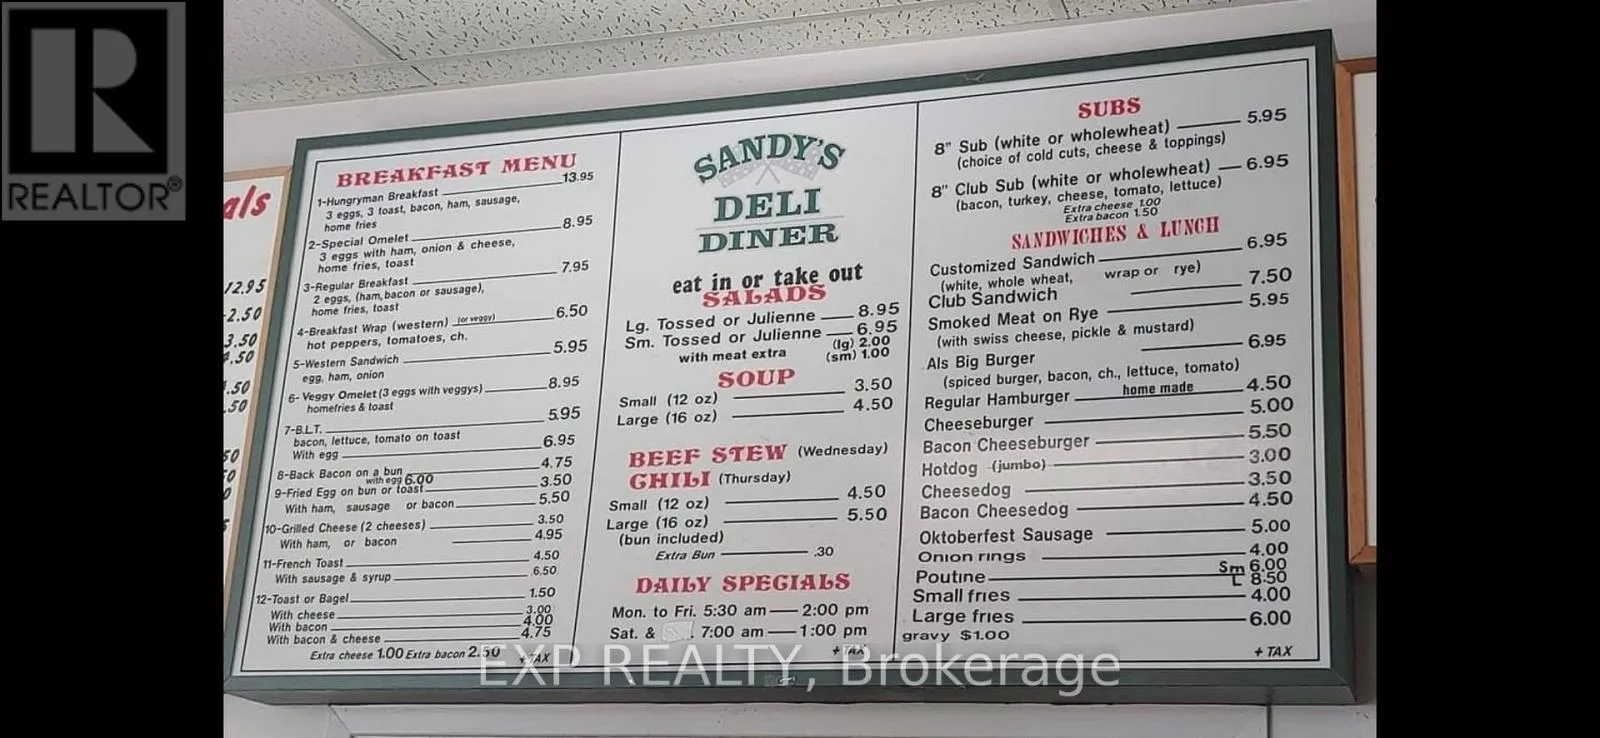 REALTOR®
als
12.95
2.50
3.50
.50
.50
.50
50
BREAKFAST MENU
1-Hungryman Breakfast 13.95
3 eggs, 3 toast, bacon, ham, sausage,
home fries
2-Special Omelet 8.95
3 eggs with ham, onion & cheese,
home fries, toast
3-Regular Breakfast 7.95
2 eggs, (ham, bacon or sausage),
home fries, toast
4-Breakfast Wrap (western) (or veggy) 6.50
hot peppers, tomatoes, ch.
5-Western Sandwich 5.95
egg, ham, onion
6- Veggy Omelet (3 eggs with veggys) 8.95
homefries & toast
7-B.L.T. 5.95
bacon, lettuce, tomato on toast
With egg 6.95
8-Back Bacon on a bun 4.75
with egg 6.00
9-Fried Egg on bun or toast 3.50
With ham, sausage or bacon 5.50
10-Grilled Cheese (2 cheeses) 3.50
With ham, or bacon 4.95
11-French Toast 4.50
With sausage & syrup 6.50
12-Toast or Bagel 1.50
With cheese 3.00
With bacon 4.00
With bacon & cheese 4.75
Extra cheese 1.00 Extra bacon 2.50 + TAX
SANDY'S
DELI
DINER
eat in or take out
SALADS
Lg. Tossed or Julienne 8.95
Sm. Tossed or Julienne 6.95
with meat extra (lg) 2.00
(sm) 1.00
SOUP
Small (12 oz) 3.50
Large (16 oz) 4.50
BEEF STEW (Wednesday)
CHILI (Thursday)
Small (12 oz) 4.50
Large (16 oz) 5.50
(bun included)
Extra Bun .30
DAILY SPECIALS
Mon. to Fri. 5:30 am — 2:00 pm
Sat. & . 7:00 am — 1:00 pm
+ TAX
SUBS
8" Sub (white or wholewheat) 5.95
(choice of cold cuts, cheese & toppings)
8" Club Sub (white or wholewheat) 6.95
(bacon, turkey, cheese, tomato, lettuce)
Extra cheese 1.00
Extra bacon 1.50
SANDWICHES & LUNCH
Customized Sandwich 6.95
(white, whole wheat, wrap or rye)
Club Sandwich 7.50
Smoked Meat on Rye 5.95
(with swiss cheese, pickle & mustard)
Als Big Burger 6.95
(spiced burger, bacon, ch., lettuce, tomato)
Regular Hamburger home made 4.50
Cheeseburger 5.00
Bacon Cheeseburger 5.50
Hotdog (jumbo) 3.00
Cheesedog 3.50
Bacon Cheesedog 4.50
Oktoberfest Sausage 5.00
Onion rings 4.00
Poutine Sm 6.00
L 8.50
Small fries 4.00
Large fries 6.00
gravy $1.00
+ TAX
EXP REALTY, Brokerage